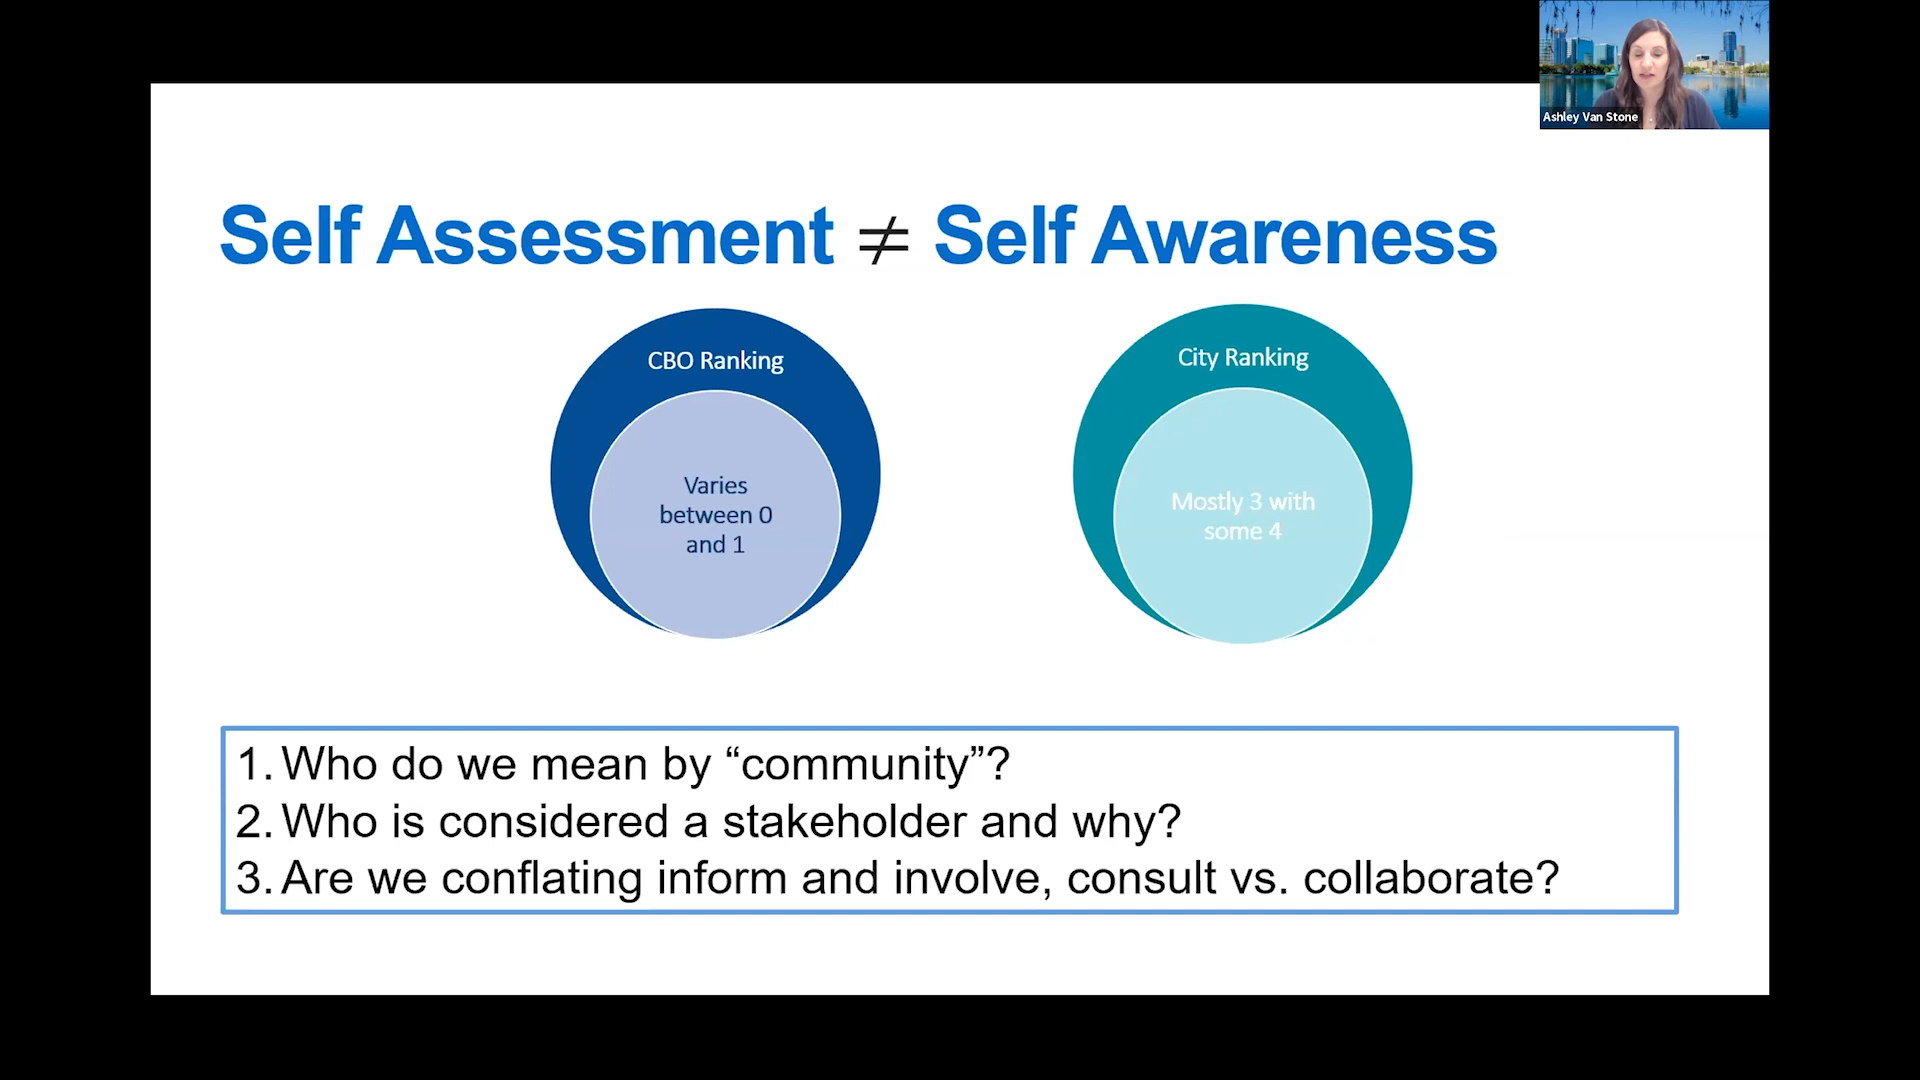 Ashley Van Stone
Self Assessment ≠ Self Awareness
CBO Ranking
Varies
between 0
and 1
City Ranking
Mostly 3 with
some 4
1. Who do we mean by “community”?
2. Who is considered a stakeholder and why?
3. Are we conflating inform and involve, consult vs. collaborate?